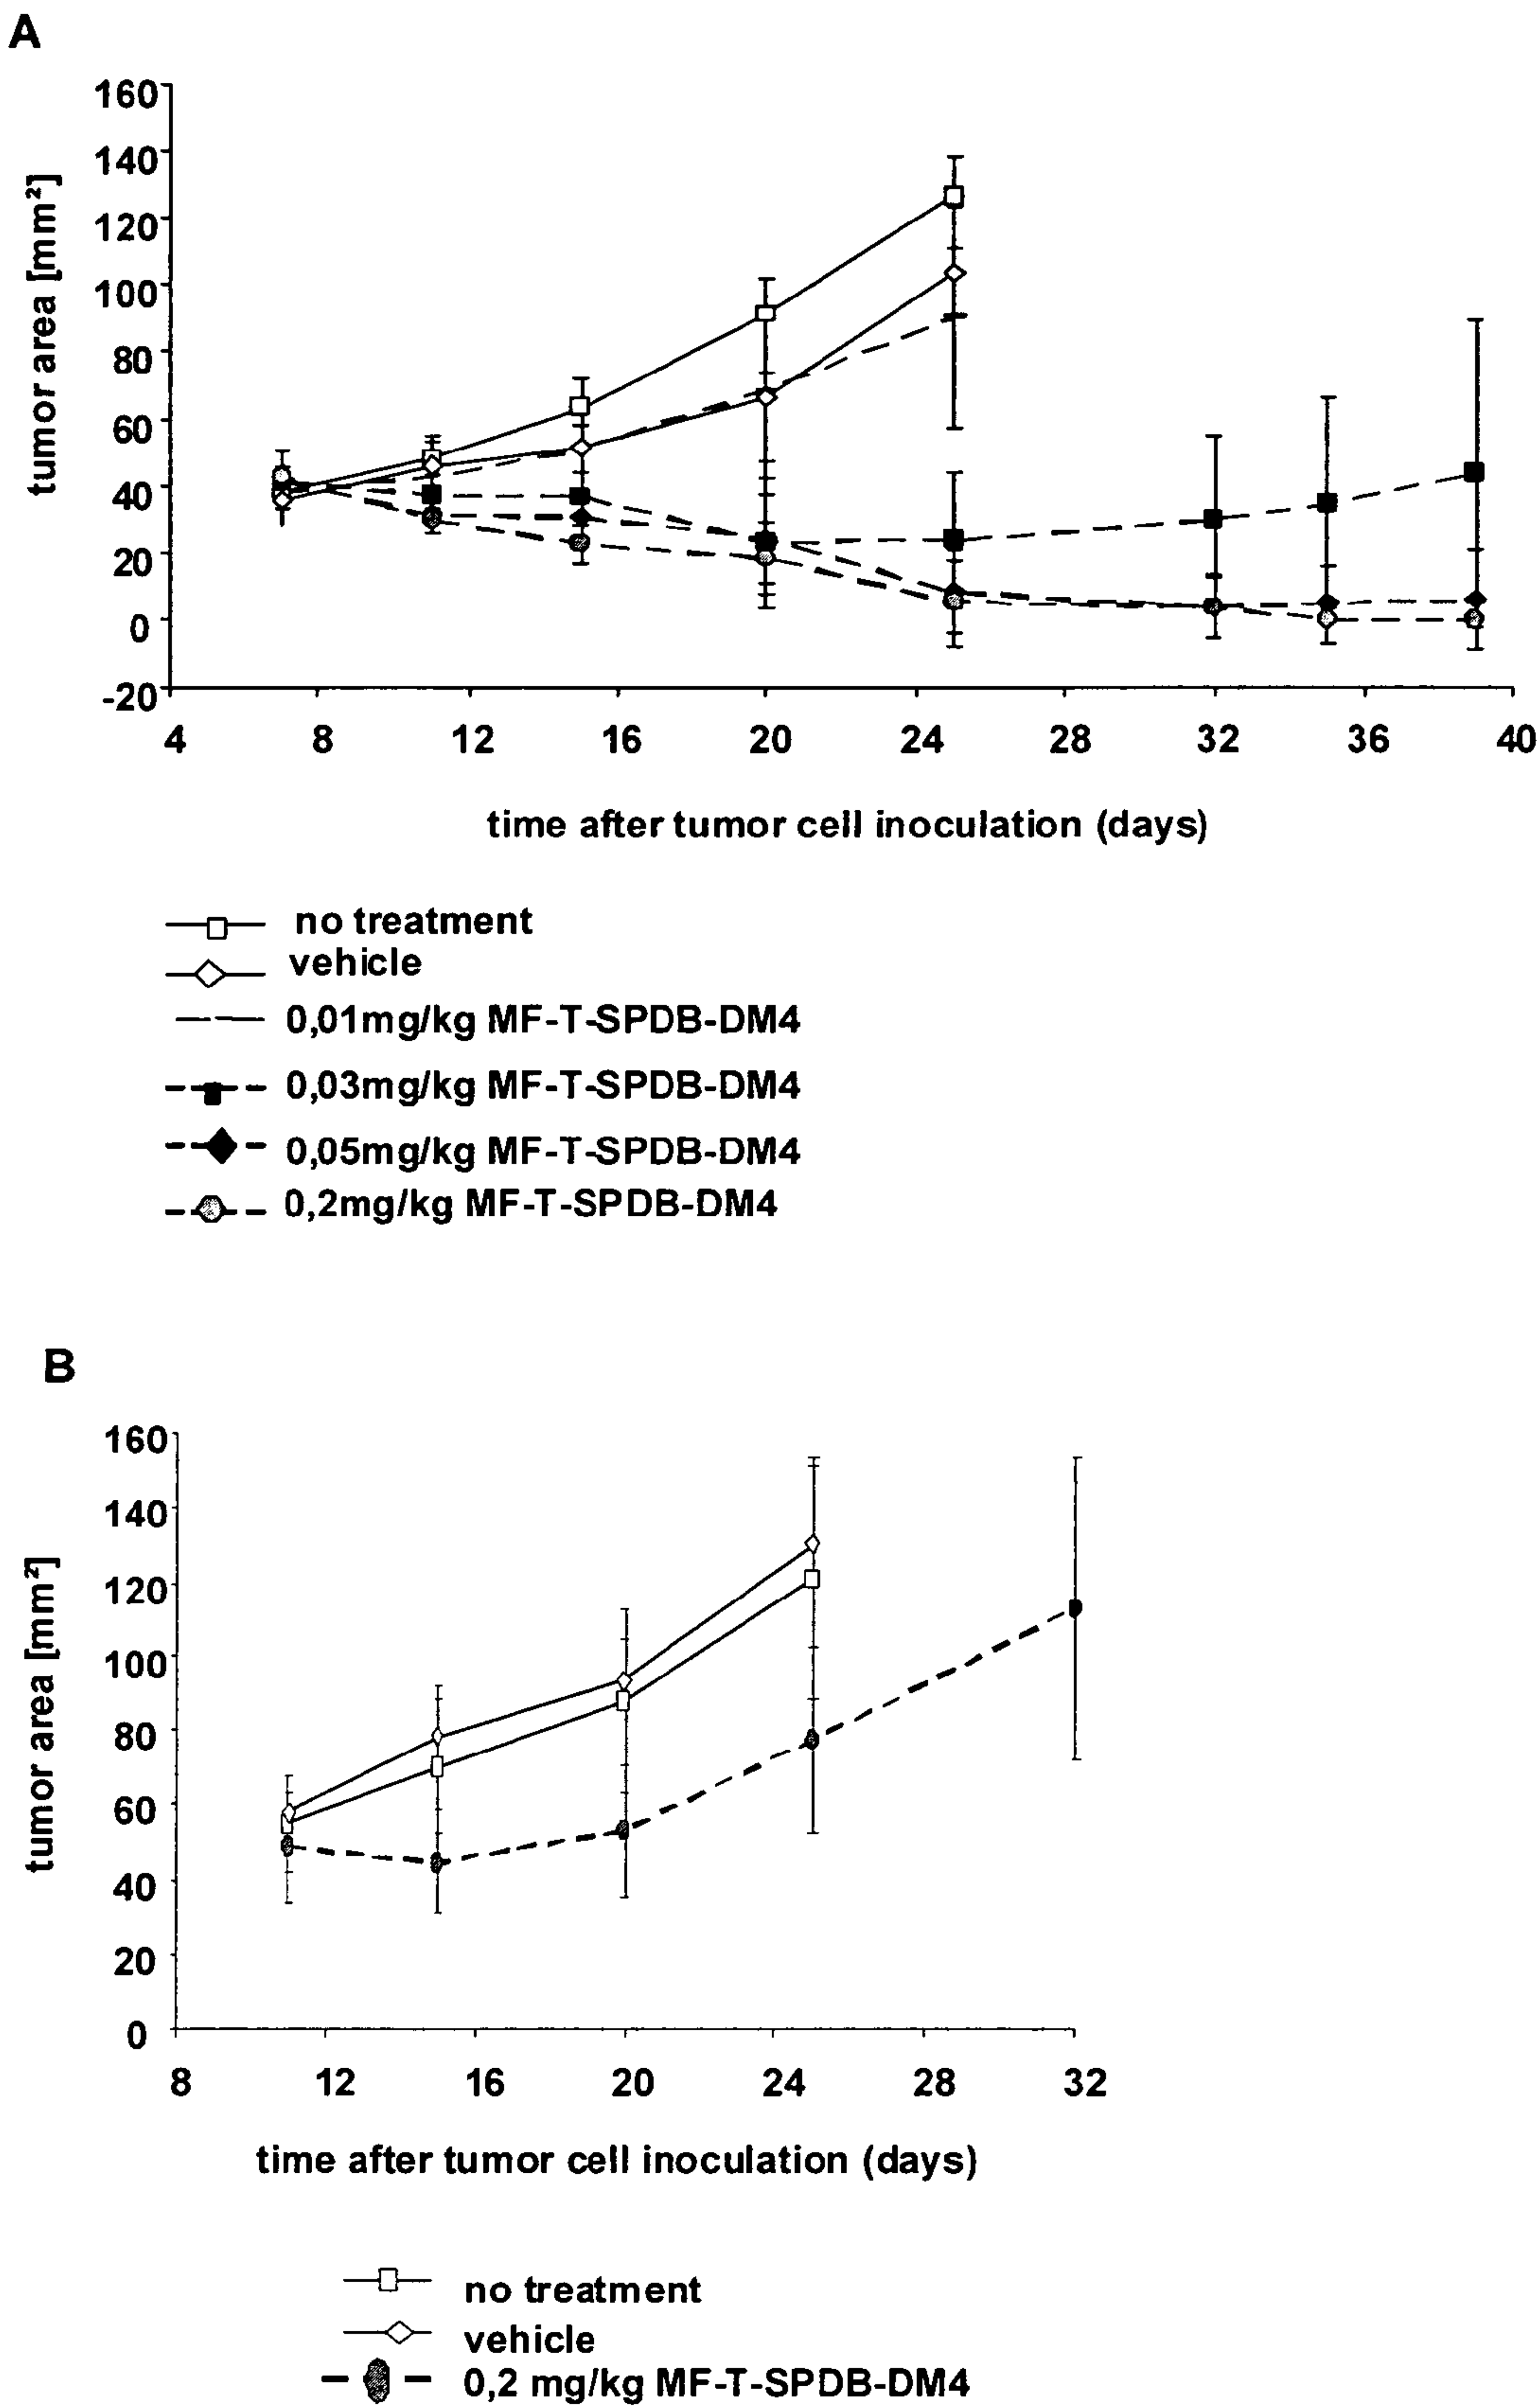 A
160
140
120
100
80
60
40
20
0
-20
tumor area [mm²]
4 8 12 16 20 24 28 32 36 40
time after tumor cell inoculation (days)
no treatment
vehicle
0,01mg/kg MF-T-SPDB-DM4
0,03mg/kg MF-T-SPDB-DM4
0,05mg/kg MF-T-SPDB-DM4
0,2mg/kg MF-T-SPDB-DM4
B
160
140
120
100
80
60
40
20
0
tumor area [mm²]
8 12 16 20 24 28 32
time after tumor cell inoculation (days)
no treatment
vehicle
0,2 mg/kg MF-T-SPDB-DM4